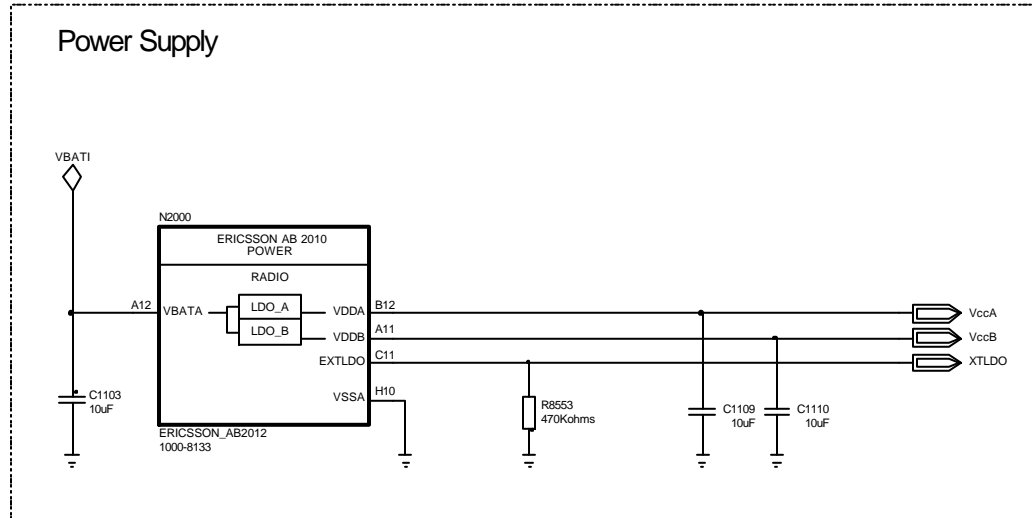 Power Supply
VBATI
N2000
ERICSSON AB 2010
POWER
RADIO
A12
VBATA
LDO_A
VDDA
B12
VccA
LDO_B
VDDB
A11
VccB
EXTLDO
C11
XTLDO
VSSA
H10
C1103
10uF
R8553
470Kohms
C1109
10uF
C1110
10uF
ERICSSON_AB2012
1000-8133